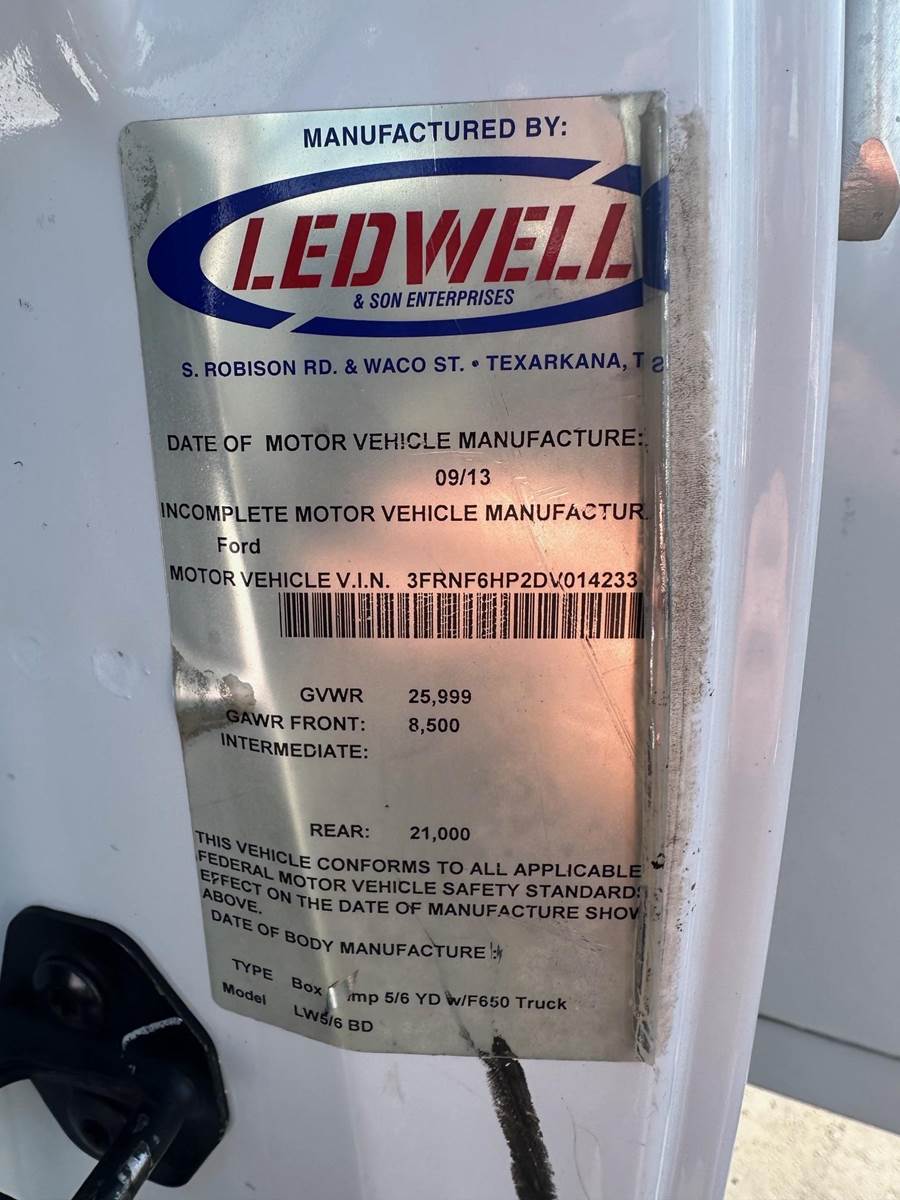 MANUFACTURED BY:
LEDWELL
& SON ENTERPRISES
S. ROBISON RD. & WACO ST. • TEXARKANA, T
DATE OF MOTOR VEHICLE MANUFACTURE:
09/13
INCOMPLETE MOTOR VEHICLE MANUFACTUR
Ford
MOTOR VEHICLE V.I.N. 3FRNF6HP2DV014233
GVWR 25,999
GAWR FRONT: 8,500
INTERMEDIATE:
REAR: 21,000
THIS VEHICLE CONFORMS TO ALL APPLICABLE
FEDERAL MOTOR VEHICLE SAFETY STANDARDS
EFFECT ON THE DATE OF MANUFACTURE SHOW
ABOVE.
DATE OF BODY MANUFACTURE
TYPE Box mp 5/6 YD w/F650 Truck
Model LW5/6 BD